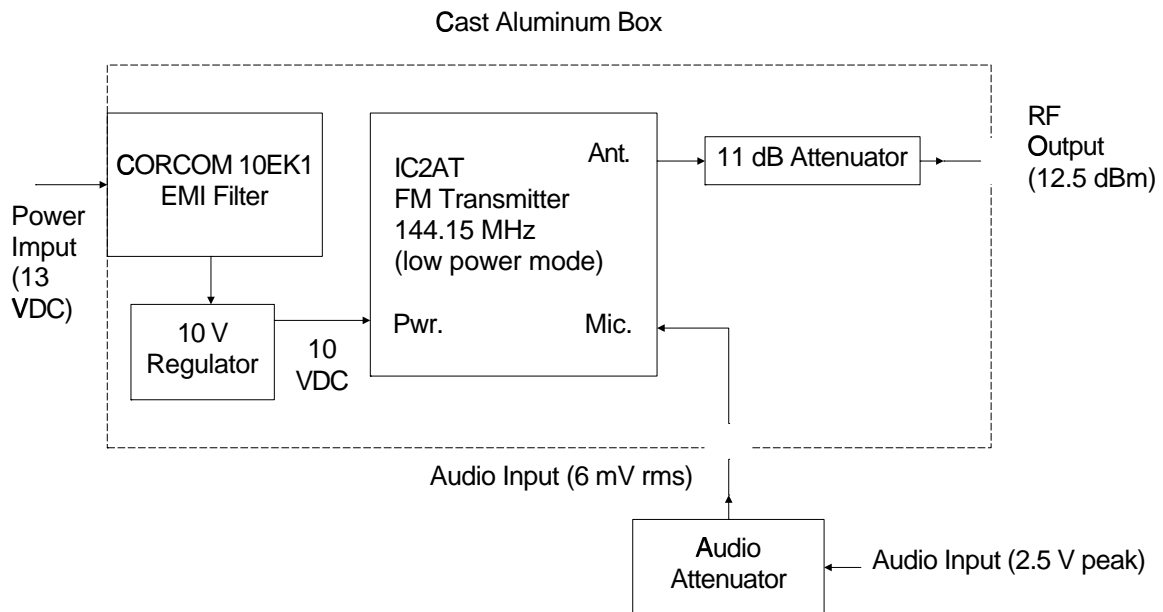 Cast Aluminum Box
CORCOM 10EK1
EMI Filter
Power
Imput
(13
VDC)
10 V
Regulator
10
VDC
IC2AT
FM Transmitter
144.15 MHz
(low power mode)
Ant.
Pwr.
Mic.
11 dB Attenuator
RF
Output
(12.5 dBm)
Audio Input (6 mV rms)
Audio
Attenuator
Audio Input (2.5 V peak)